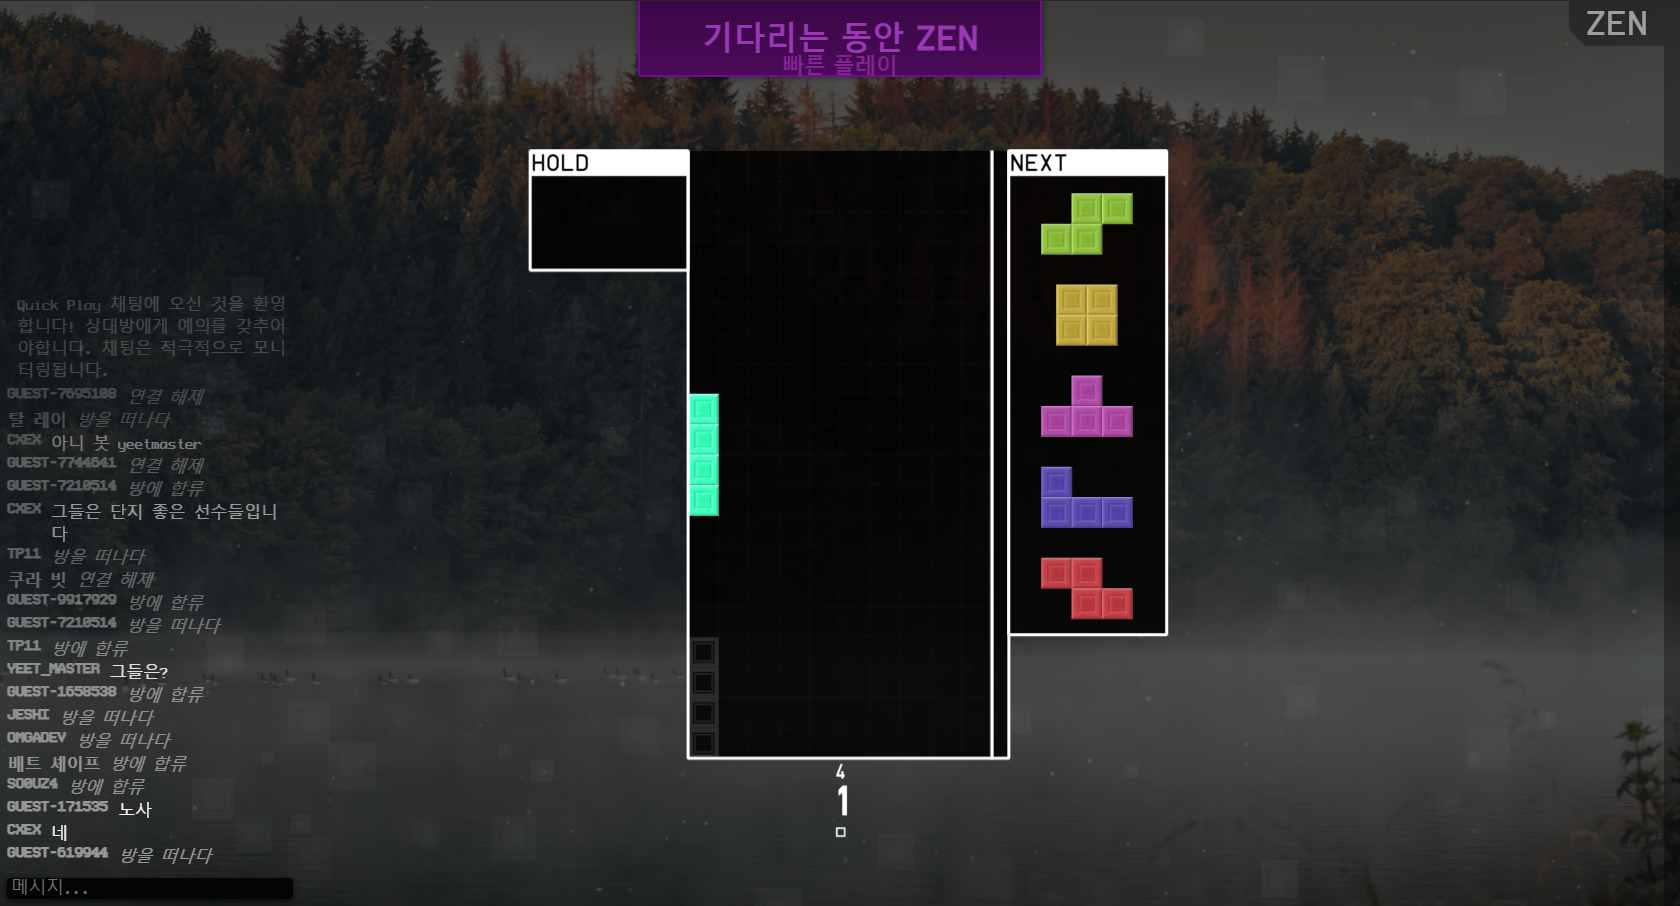 기다리는 동안 ZEN
빠른 플레이
ZEN
HOLD
NEXT
Quick Play 채팅에 오신 것을 환영
합니다! 상대방에게 예의를 갖추어
야합니다. 채팅은 적극적으로 모니
터링됩니다.
GUEST-7695108 연결 해제
탈 레이 방을 떠나다
CXEX 아니 봇 yeetmaster
GUEST-7744641 연결 해제
GUEST-7210514 방에 합류
CXEX 그들은 단지 좋은 선수들입니
다
TP11 방을 떠나다
쿠라 빗 연결 해제
GUEST-9917929 방에 합류
GUEST-7210514 방을 떠나다
TP11 방에 합류
YEET_MASTER 그들은?
GUEST-1658538 방에 합류
JESHI 방을 떠나다
OMGADEV 방을 떠나다
배트 셰이프 방에 합류
SO0UZ4 방에 합류
GUEST-171535 노사
CXEX 네
GUEST-619944 방을 떠나다
메시지...
4
1